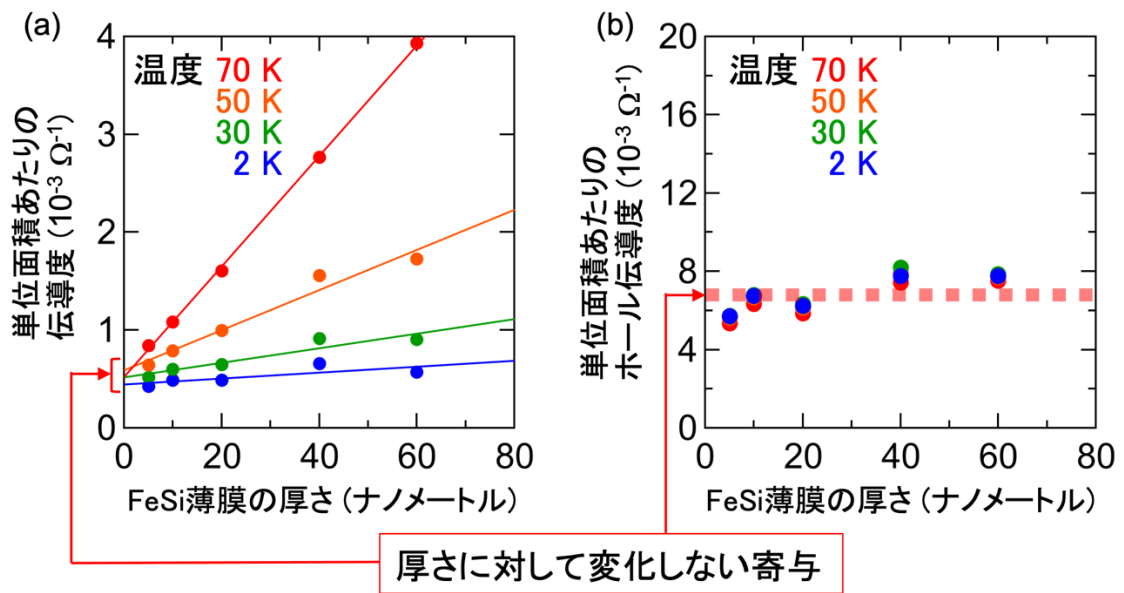 (a)
単位面積あたりの
伝導度 (10⁻³ Ω⁻¹)
4
3
2
1
0
温度 70 K
50 K
30 K
2 K
0 20 40 60 80
FeSi薄膜の厚さ (ナノメートル)
(b)
単位面積あたりの
ホール伝導度 (10⁻³ Ω⁻¹)
20
16
12
8
4
0
温度 70 K
50 K
30 K
2 K
0 20 40 60 80
FeSi薄膜の厚さ (ナノメートル)
厚さに対して変化しない寄与